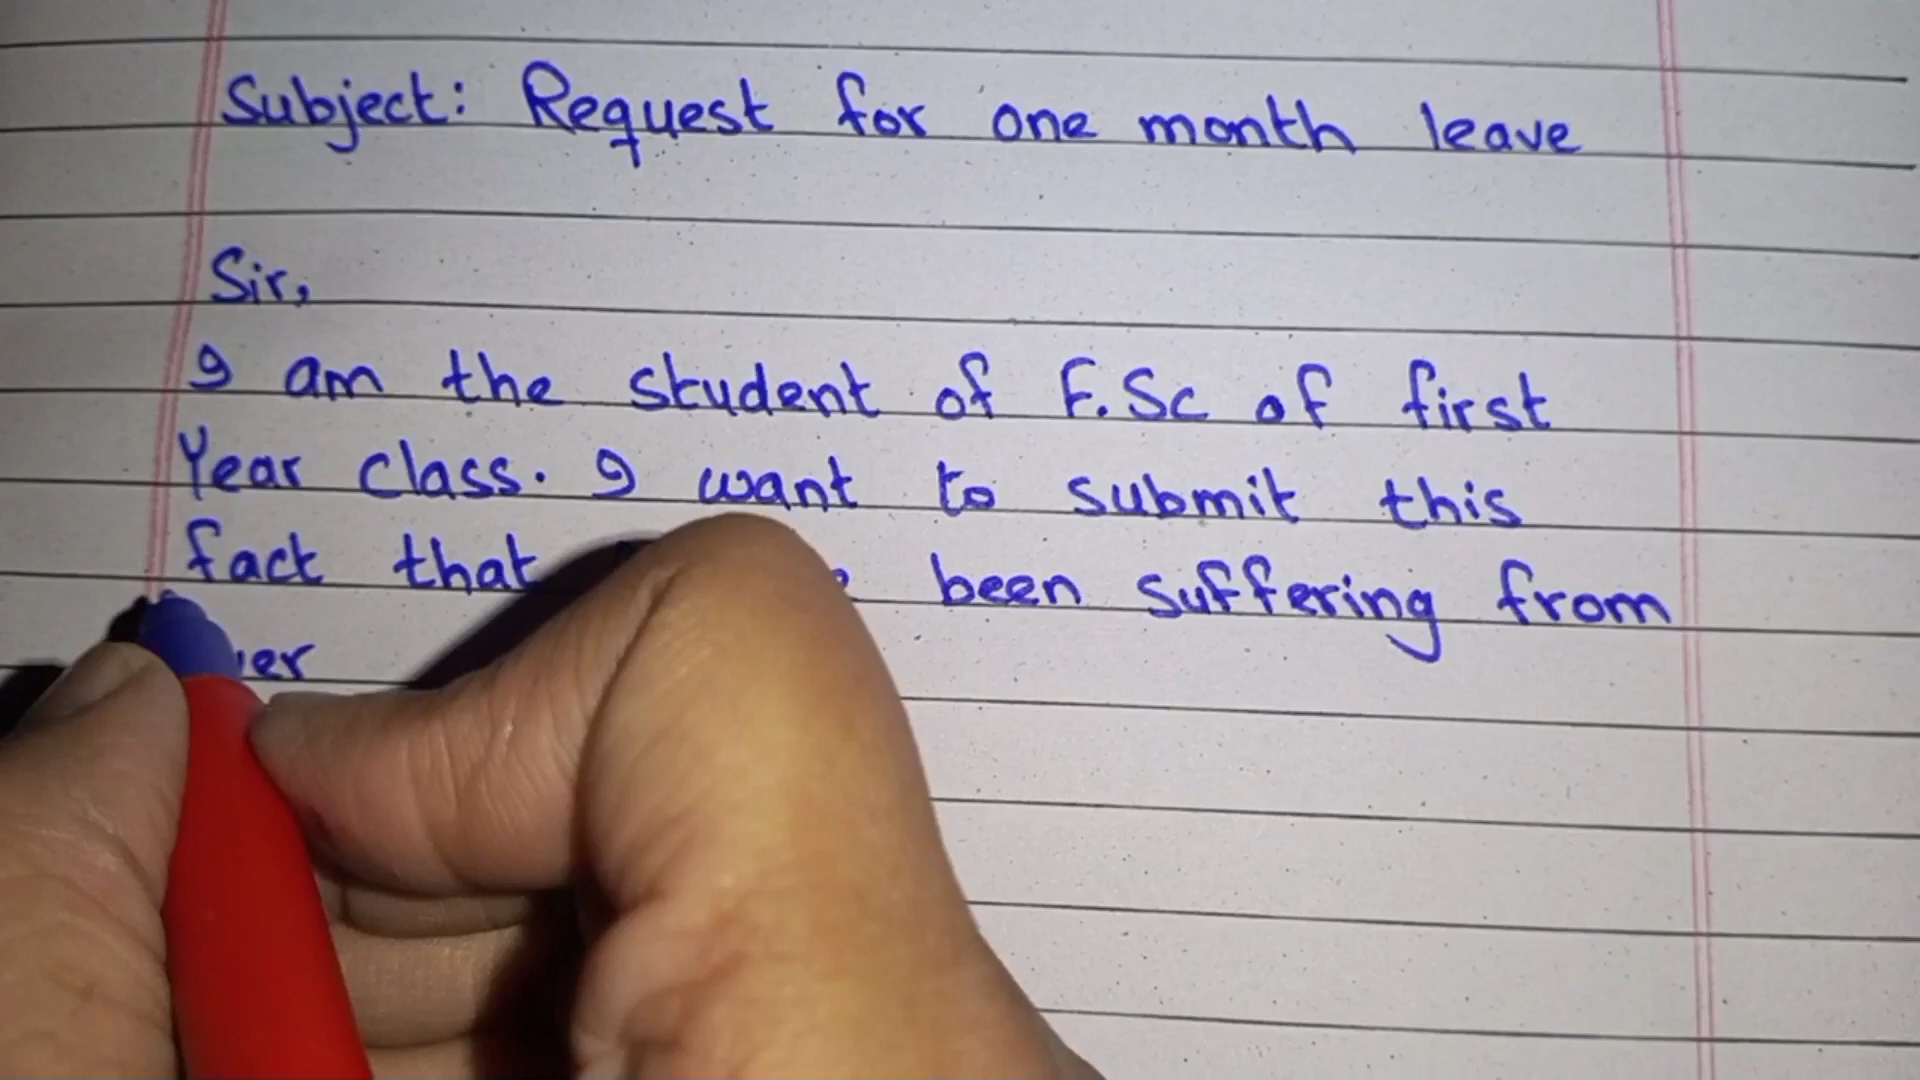 Subject: Request for one month leave
Sir,
I am the student of F.Sc of first
Year class. I want to submit this
fact that been suffering from